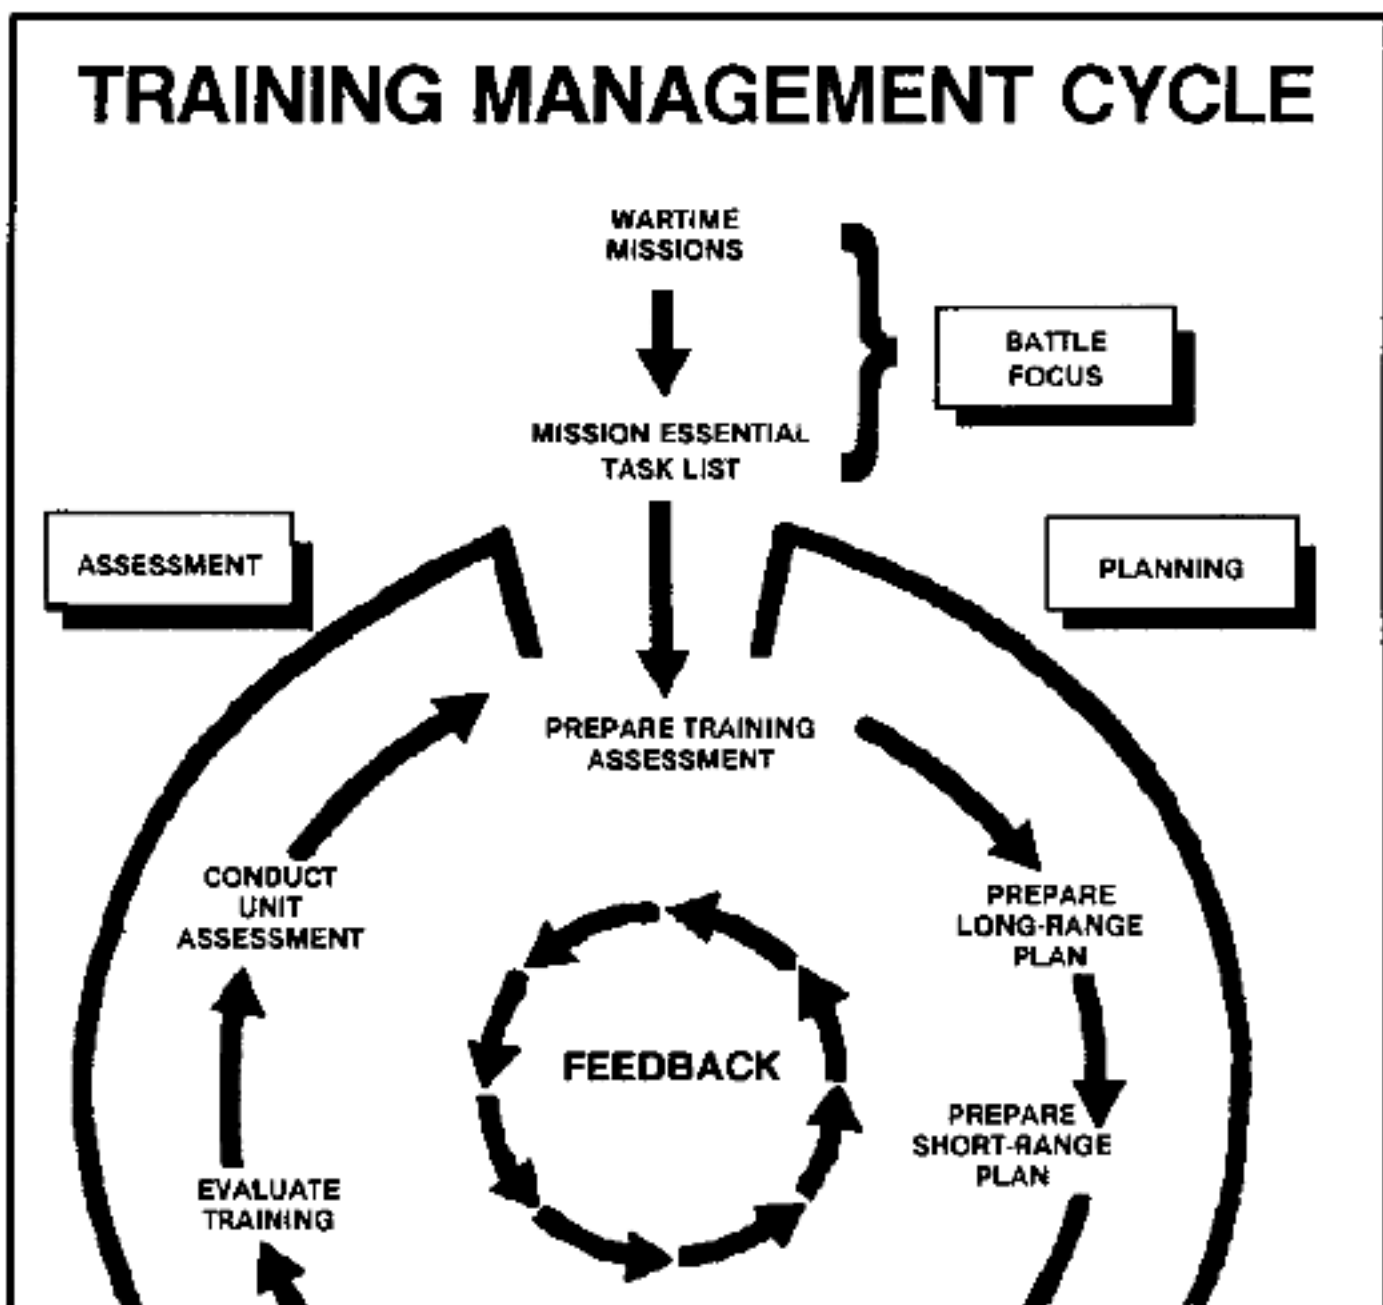 TRAINING MANAGEMENT CYCLE
WARTIME
MISSIONS
BATTLE
FOCUS
MISSION ESSENTIAL
TASK LIST
ASSESSMENT
PLANNING
PREPARE TRAINING
ASSESSMENT
CONDUCT
UNIT
ASSESSMENT
PREPARE
LONG-RANGE
PLAN
FEEDBACK
PREPARE
SHORT-RANGE
PLAN
EVALUATE
TRAINING